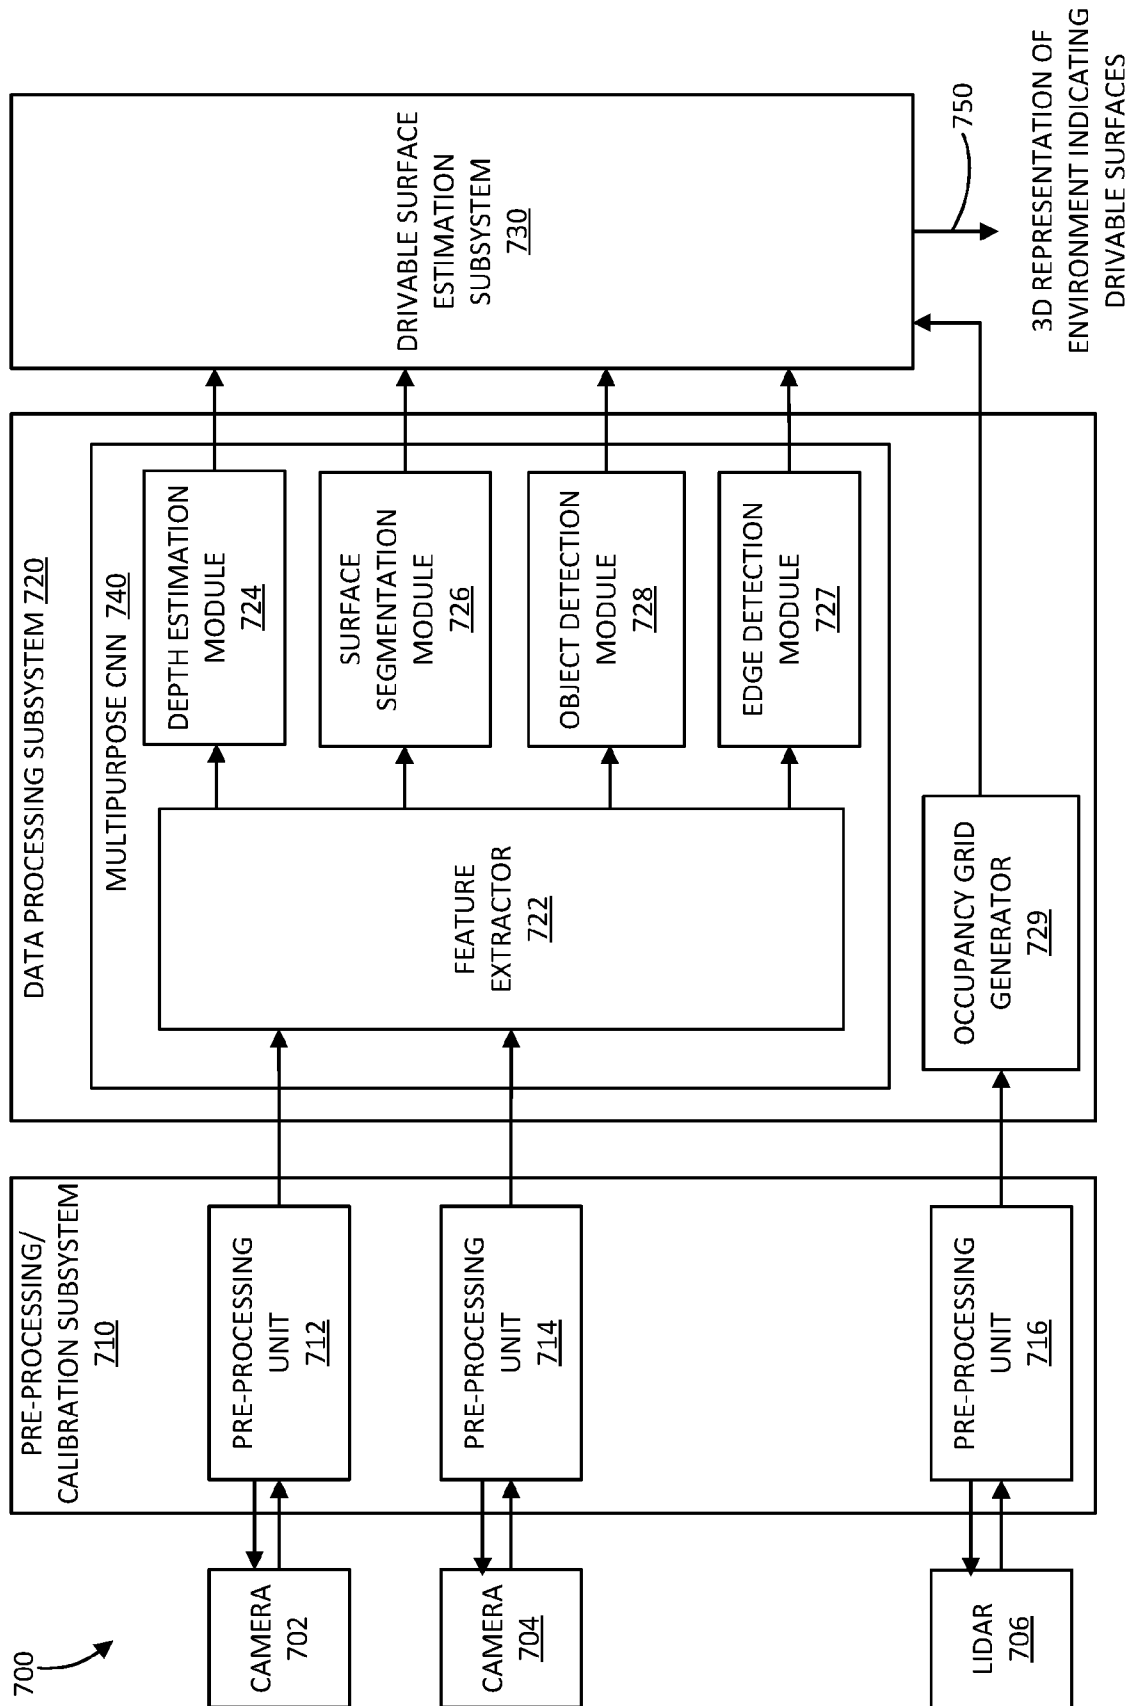 700
CAMERA
702
CAMERA
704
LIDAR
706
PRE-PROCESSING/
CALIBRATION SUBSYSTEM
710
PRE-PROCESSING
UNIT
712
PRE-PROCESSING
UNIT
714
PRE-PROCESSING
UNIT
716
DATA PROCESSING SUBSYSTEM 720
MULTIPURPOSE CNN 740
FEATURE
EXTRACTOR
722
DEPTH ESTIMATION
MODULE
724
SURFACE
SEGMENTATION
MODULE
726
OBJECT DETECTION
MODULE
728
EDGE DETECTION
MODULE
727
OCCUPANCY GRID
GENERATOR
729
DRIVABLE SURFACE
ESTIMATION
SUBSYSTEM
730
750
3D REPRESENTATION OF
ENVIRONMENT INDICATING
DRIVABLE SURFACES